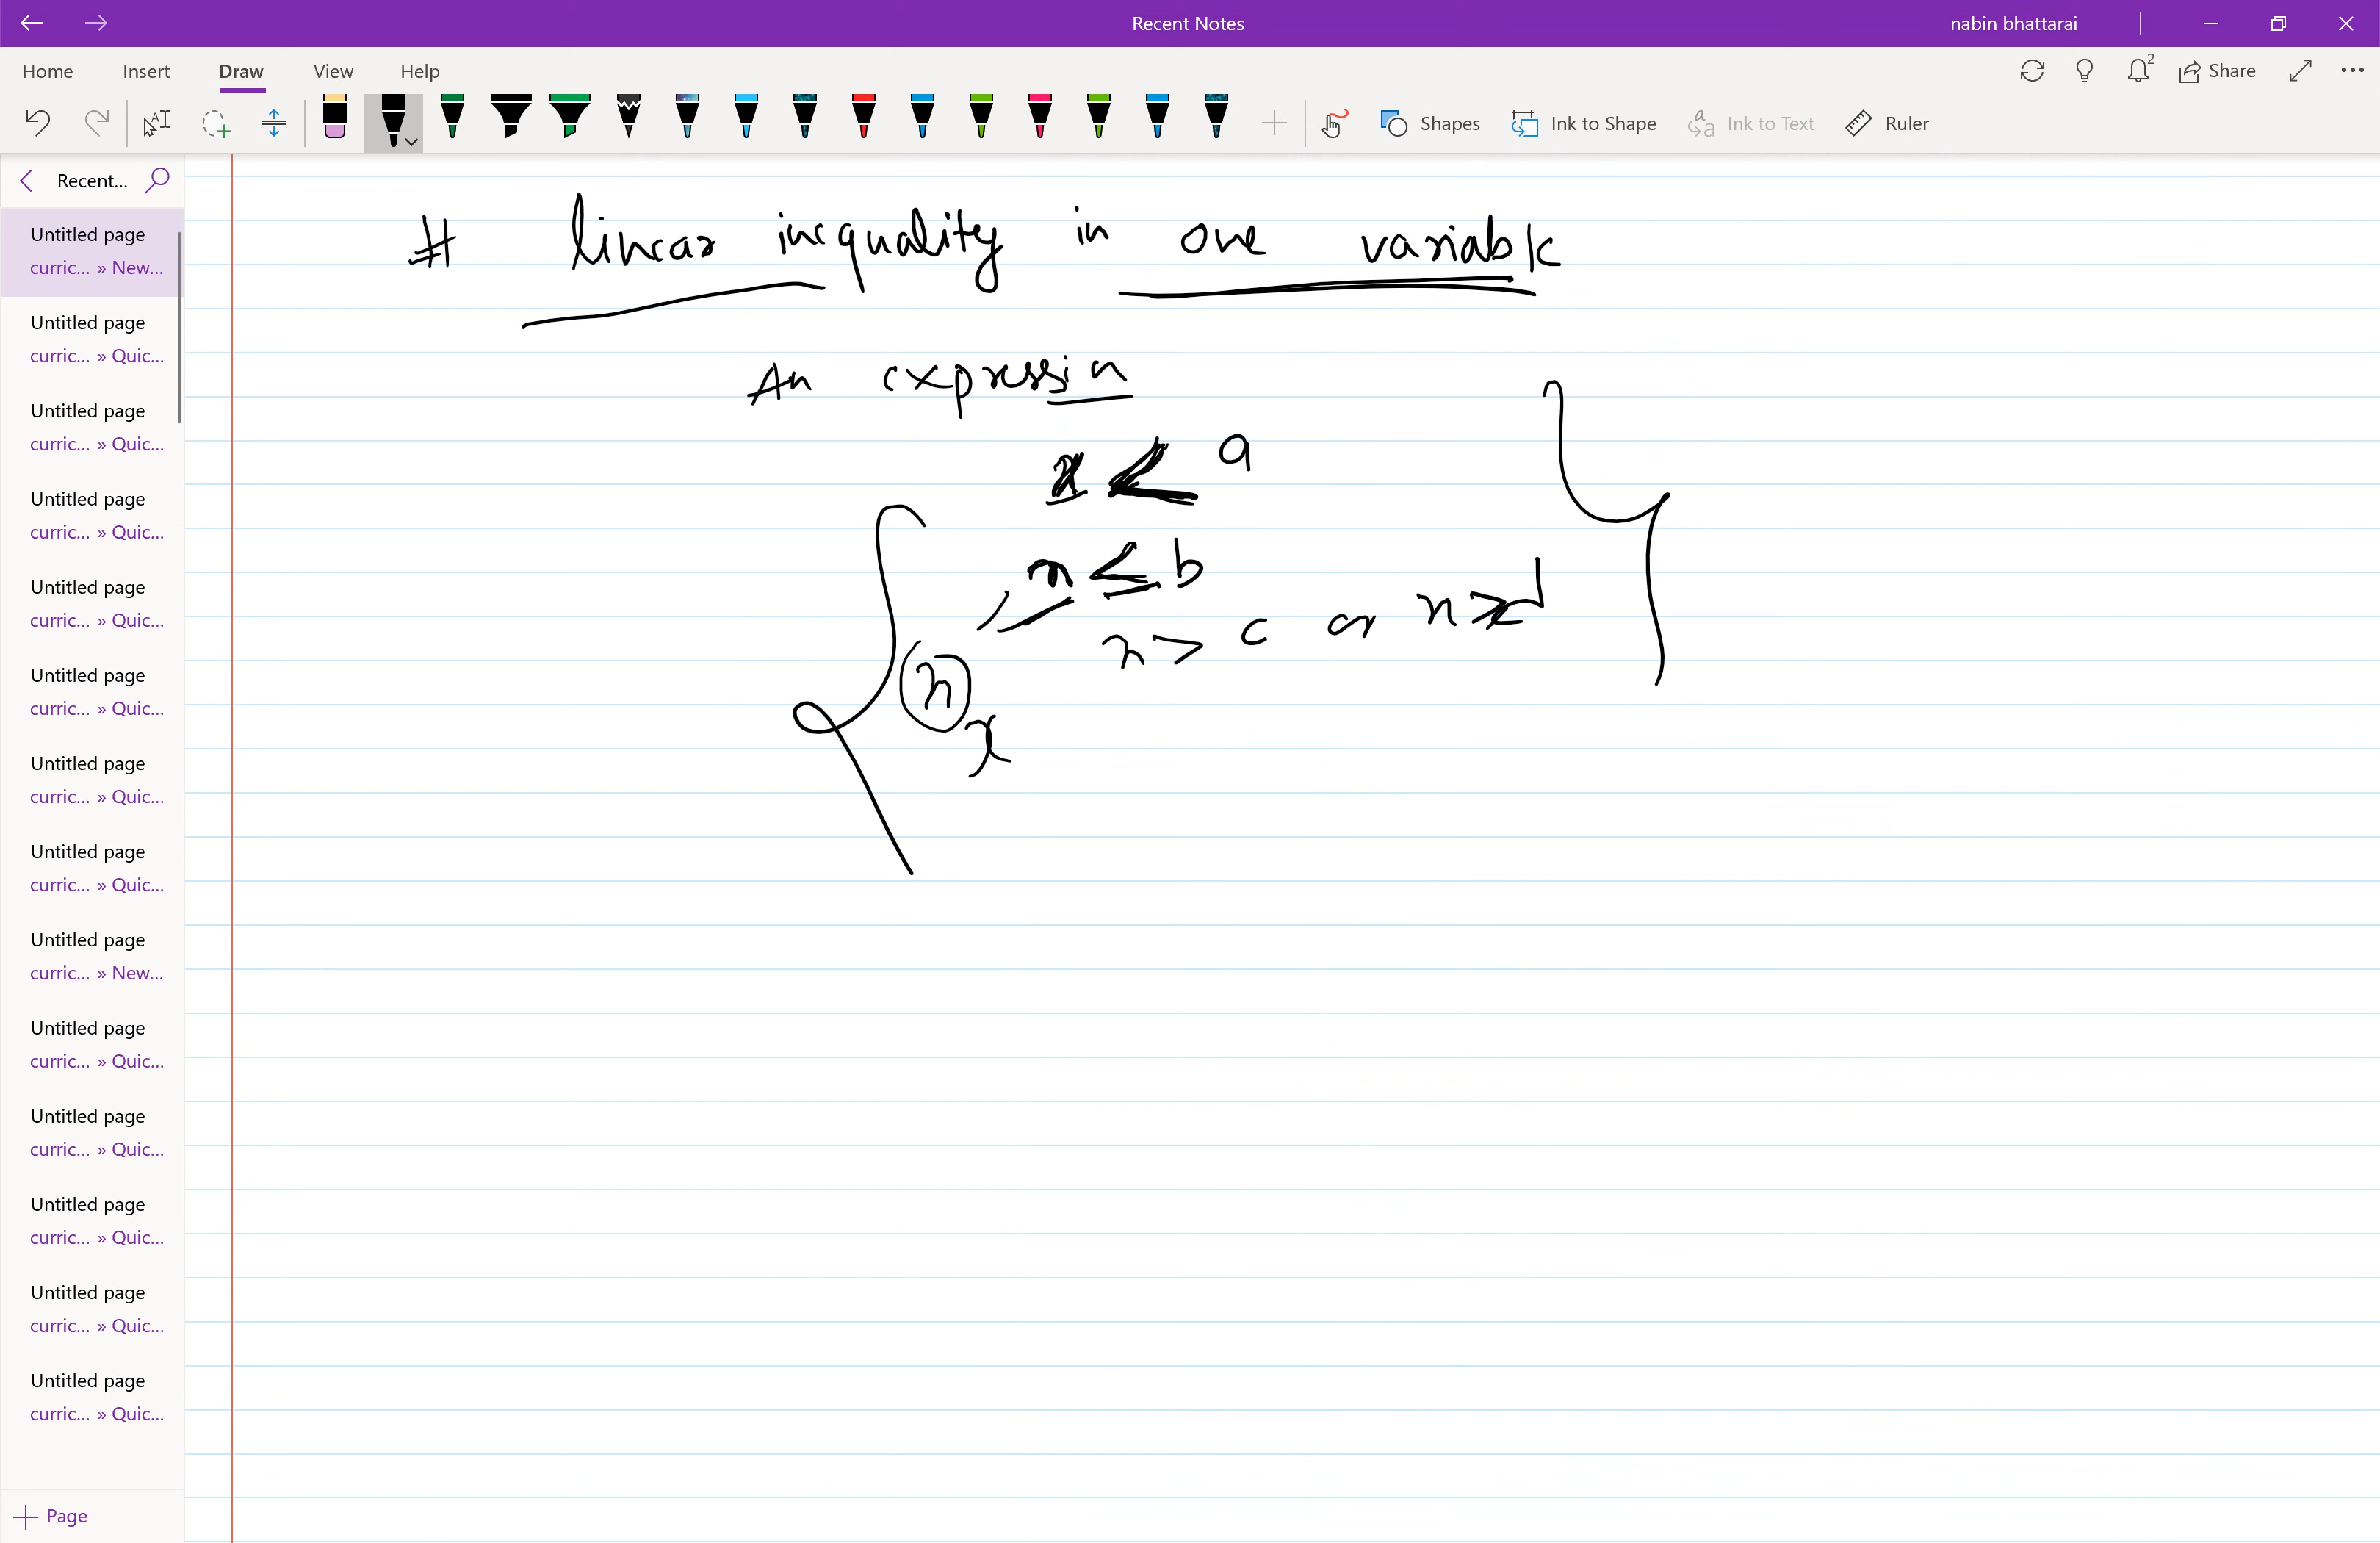 Recent Notes
nabin bhattarai
Home Insert Draw View Help
2 Share
Shapes Ink to Shape Ink to Text Ruler
Recent...
Untitled page
curric... » New...
Untitled page
curric... » Quic...
Untitled page
curric... » Quic...
Untitled page
curric... » Quic...
Untitled page
curric... » Quic...
Untitled page
curric... » Quic...
Untitled page
curric... » Quic...
Untitled page
curric... » Quic...
Untitled page
curric... » New...
Untitled page
curric... » Quic...
Untitled page
curric... » Quic...
Untitled page
curric... » Quic...
Untitled page
curric... » Quic...
Untitled page
curric... » Quic...
Page
# linear inequality in one variable
An expressin
x < a
x ≤ b
x > c or x ≥ d
x
x